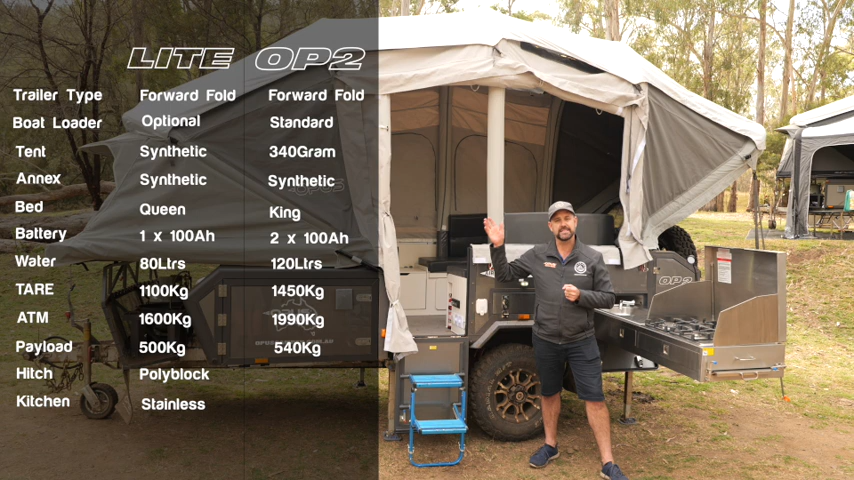 LITE OP2
Trailer Type Forward Fold Forward Fold
Boat Loader Optional Standard
Tent Synthetic 340Gram
Annex Synthetic Synthetic
Bed Queen King
Battery 1 x 100Ah 2 x 100Ah
Water 80Ltrs 120Ltrs
TARE 1100Kg 1450Kg
ATM 1600Kg 1990Kg
Payload 500Kg 540Kg
Hitch Polyblock
Kitchen Stainless
OP2